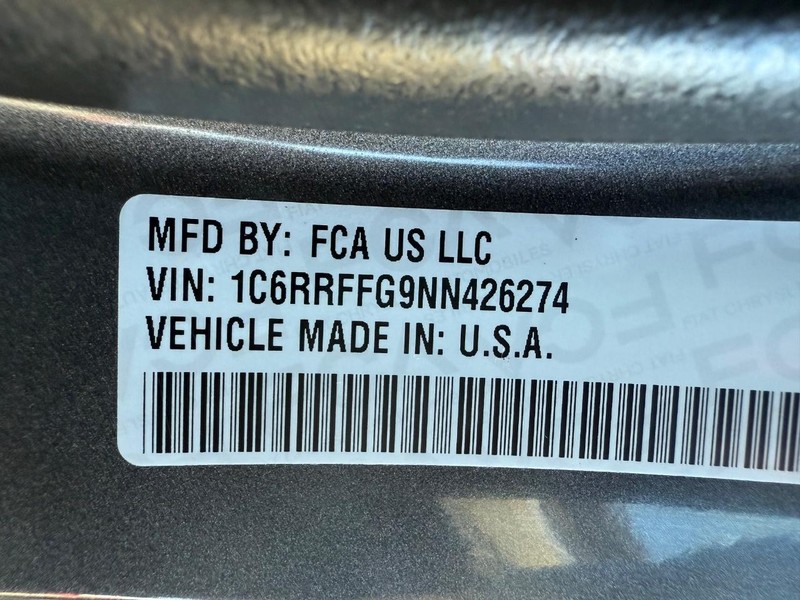 MFD BY: FCA US LLC
VIN: 1C6RRFFG9NN426274
VEHICLE MADE IN: U.S.A.